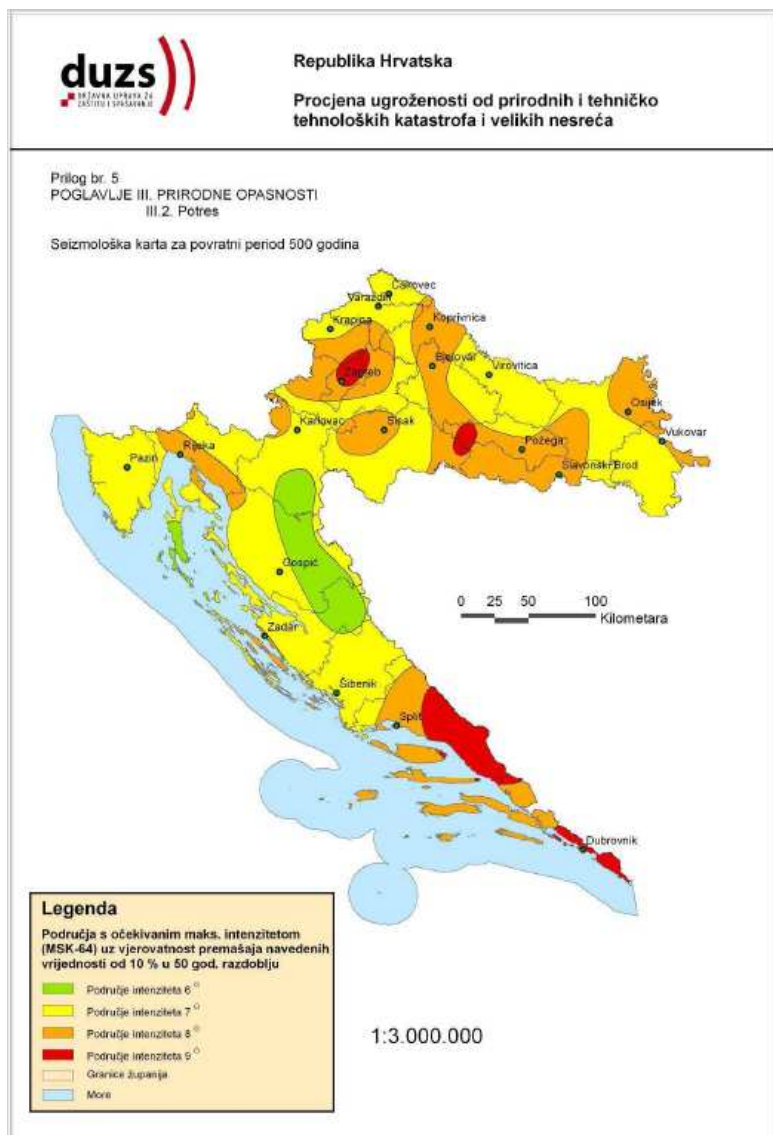 duzs
DRŽAVNA UPRAVA ZA
ZAŠTITU I SPAŠAVANJE
Republika Hrvatska
Procjena ugroženosti od prirodnih i tehničko
tehnoloških katastrofa i velikih nesreća
Prilog br. 5
POGLAVLJE III. PRIRODNE OPASNOSTI
III.2. Potres
Seizmološka karta za povratni period 500 godina
Čakovec
Varaždin
Krapina
Koprivnica
Bjelovar
Virovitica
Zagreb
Osijek
Karlovac
Sisak
Vukovar
Rijeka
Požega
Pazin
Slavonski Brod
Gospić
0 25 50 100
Kilometara
Zadar
Šibenik
Split
Dubrovnik
Legenda
Područja s očekivanim maks. intenzitetom
(MSK-64) uz vjerovatnost premašaja navedenih
vrijednosti od 10 % u 50 god. razdoblju
Područje intenziteta 6 °
Područje intenziteta 7 °
Područje intenziteta 8 °
Područje intenziteta 9 °
Granice županija
More
1:3.000.000